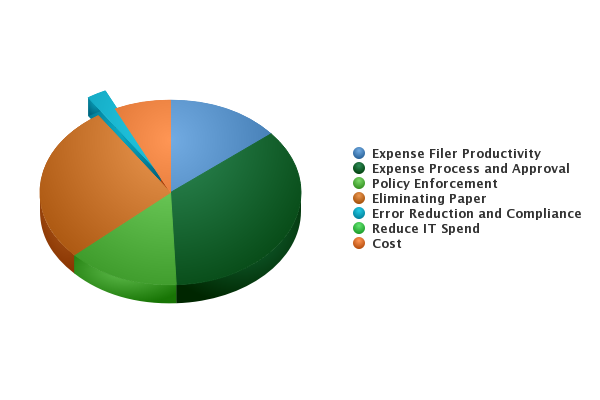 Expense Filer Productivity
Expense Process and Approval
Policy Enforcement
Eliminating Paper
Error Reduction and Compliance
Reduce IT Spend
Cost